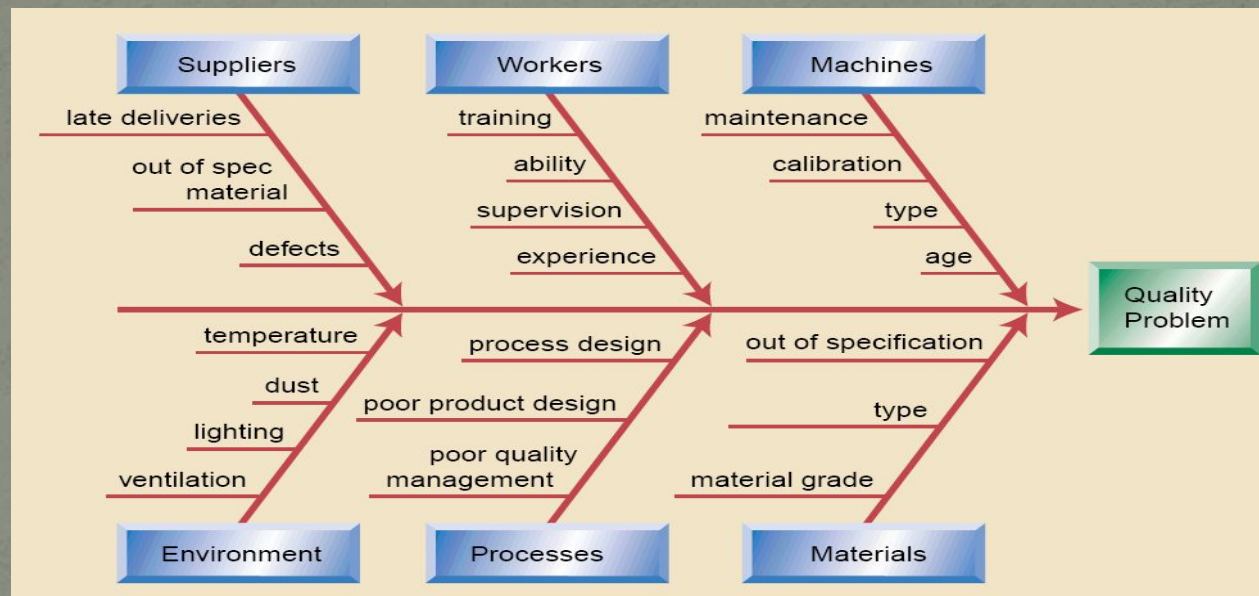 Suppliers
Workers
Machines
late deliveries
out of spec
material
defects
training
ability
supervision
experience
maintenance
calibration
type
age
Quality
Problem
temperature
dust
lighting
ventilation
process design
poor product design
poor quality
management
out of specification
type
material grade
Environment
Processes
Materials